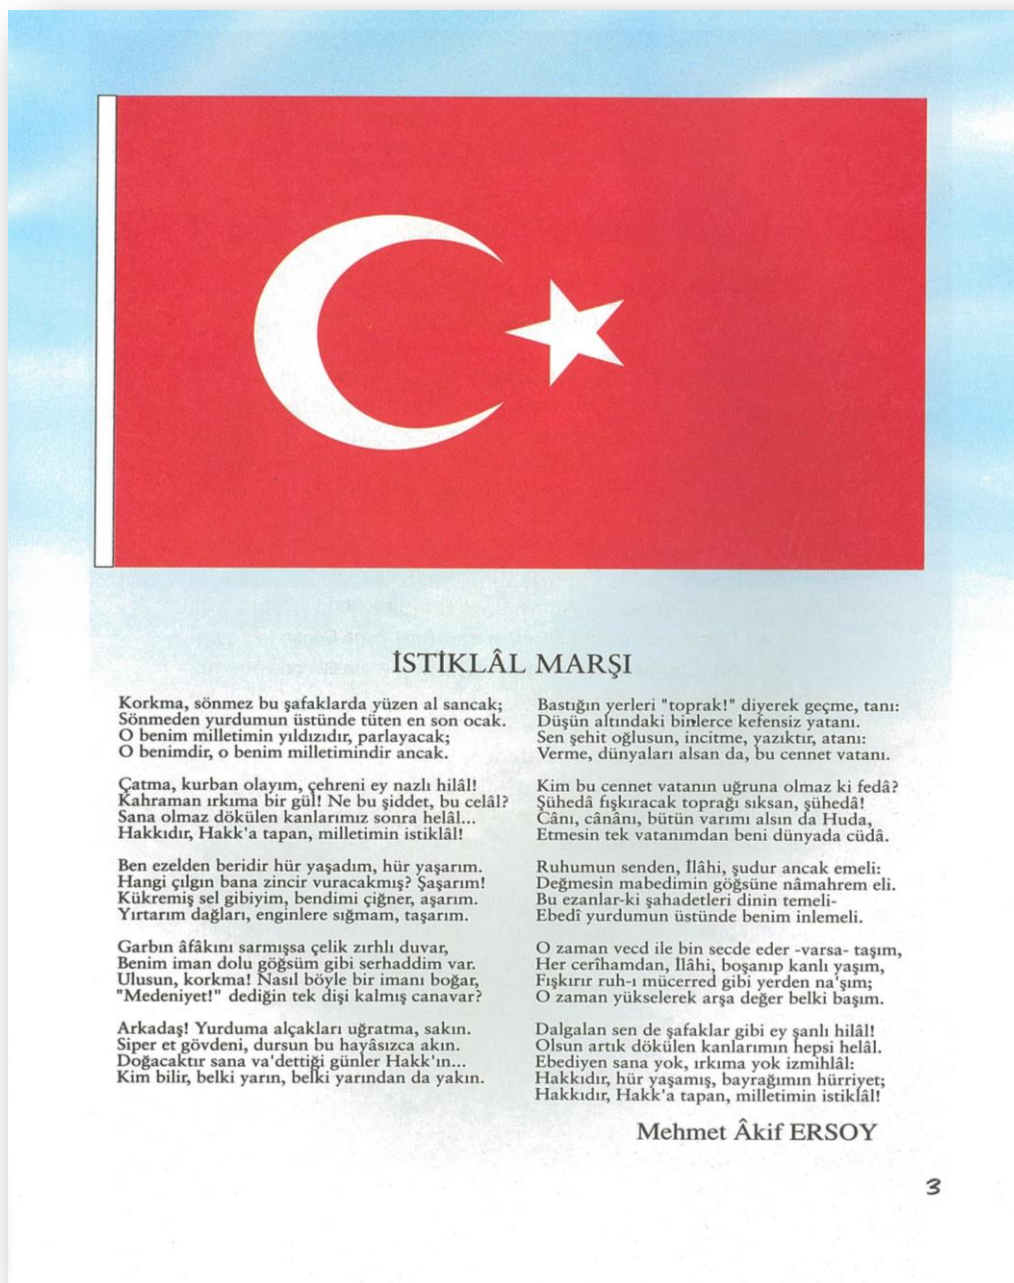 İSTİKLÂL MARŞI
Korkma, sönmez bu şafaklarda yüzen al sancak;
Sönmeden yurdumun üstünde tüten en son ocak.
O benim milletimin yıldızıdır, parlayacak;
O benimdir, o benim milletimindir ancak.
Çatma, kurban olayım, çehreni ey nazlı hilâl!
Kahraman ırkıma bir gül! Ne bu şiddet, bu celâl?
Sana olmaz dökülen kanlarımız sonra helâl...
Hakkıdır, Hakk'a tapan, milletimin istiklâl!
Ben ezelden beridir hür yaşadım, hür yaşarım.
Hangi çılgın bana zincir vuracakmış? Şaşarım!
Kükremiş sel gibiyim, bendimi çiğner, aşarım.
Yırtarım dağları, enginlere sığmam, taşarım.
Garbın âfâkını sarmışsa çelik zırhlı duvar,
Benim iman dolu göğsüm gibi serhaddim var.
Ulusun, korkma! Nasıl böyle bir imanı boğar,
"Medeniyet!" dediğin tek dişi kalmış canavar?
Arkadaş! Yurduma alçakları uğratma, sakın.
Siper et gövdeni, dursun bu hayâsızca akın.
Doğacaktır sana va'dettiği günler Hakk'ın...
Kim bilir, belki yarın, belki yarından da yakın.
Bastığın yerleri "toprak!" diyerek geçme, tanı:
Düşün altındaki binlerce kefensiz yatanı.
Sen şehit oğlusun, incitme, yazıktır, atanı:
Verme, dünyaları alsan da, bu cennet vatanı.
Kim bu cennet vatanın uğruna olmaz ki fedâ?
Şühedâ fışkıracak toprağı sıksan, şühedâ!
Cânı, cânânı, bütün varımı alsın da Huda,
Etmesin tek vatanımdan beni dünyada cüdâ.
Ruhumun senden, İlâhi, şudur ancak emeli:
Değmesin mabedimin göğsüne nâmahrem eli.
Bu ezanlar-ki şahadetleri dinin temeli-
Ebedî yurdumun üstünde benim inlemeli.
O zaman vecd ile bin secde eder -varsa- taşım,
Her cerîhamdan, İlâhi, boşanıp kanlı yaşım,
Fışkırır ruh-ı mücerred gibi yerden na'şım;
O zaman yükselerek arşa değer belki başım.
Dalgalan sen de şafaklar gibi ey şanlı hilâl!
Olsun artık dökülen kanlarımın hepsi helâl.
Ebediyen sana yok, ırkıma yok izmihlâl:
Hakkıdır, hür yaşamış, bayrağımın hürriyet;
Hakkıdır, Hakk'a tapan, milletimin istiklâl!
Mehmet Âkif ERSOY
3